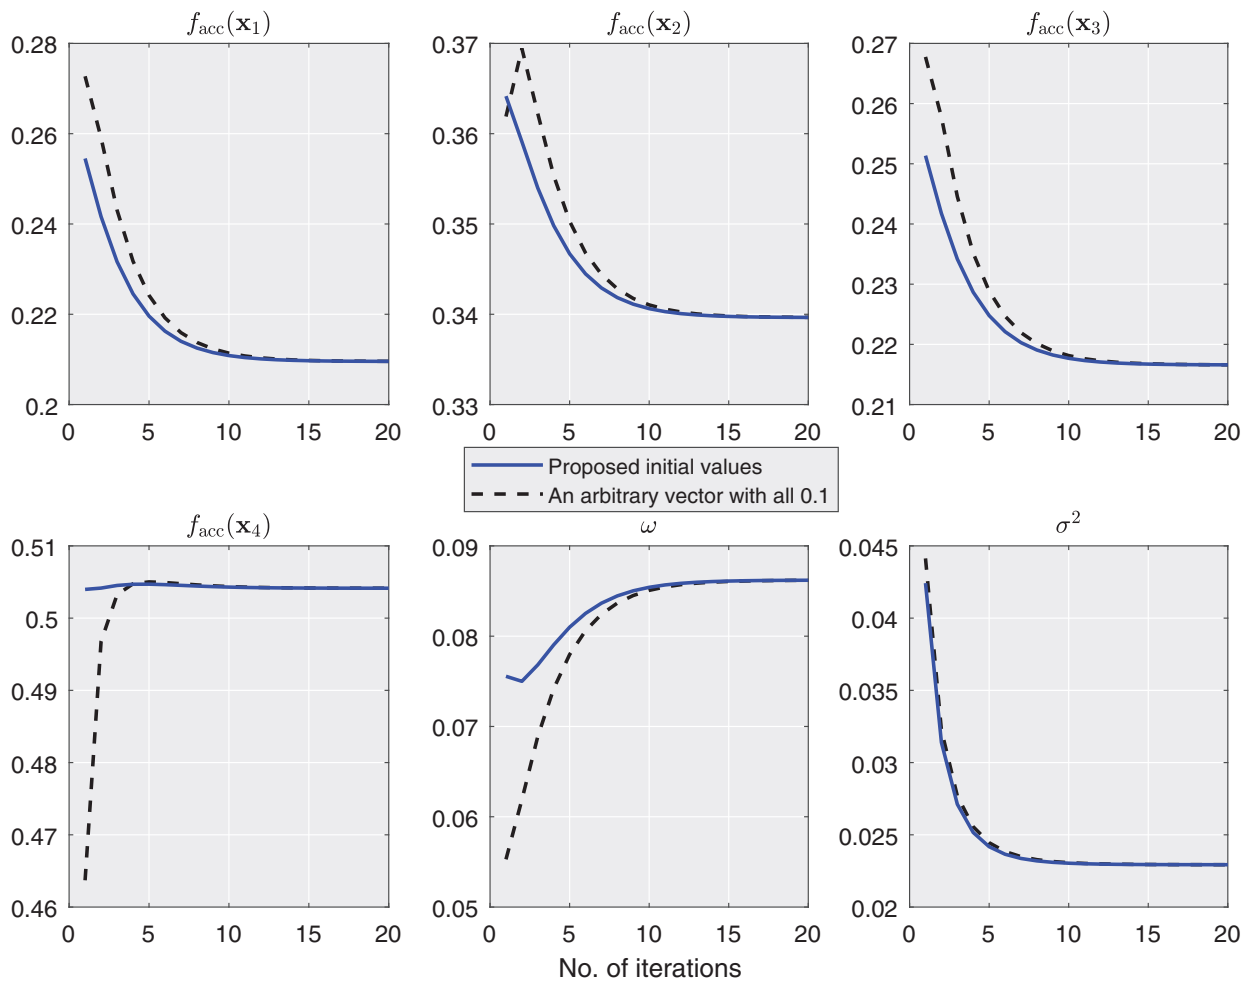 f_acc(x_1)
0.28
0.26
0.24
0.22
0.2
0 5 10 15 20
f_acc(x_2)
0.37
0.36
0.35
0.34
0.33
0 5 10 15 20
f_acc(x_3)
0.27
0.26
0.25
0.24
0.23
0.22
0.21
0 5 10 15 20
Proposed initial values
An arbitrary vector with all 0.1
f_acc(x_4)
0.51
0.5
0.49
0.48
0.47
0.46
0 5 10 15 20
ω
0.09
0.08
0.07
0.06
0.05
0 5 10 15 20
σ²
0.045
0.04
0.035
0.03
0.025
0.02
0 5 10 15 20
No. of iterations